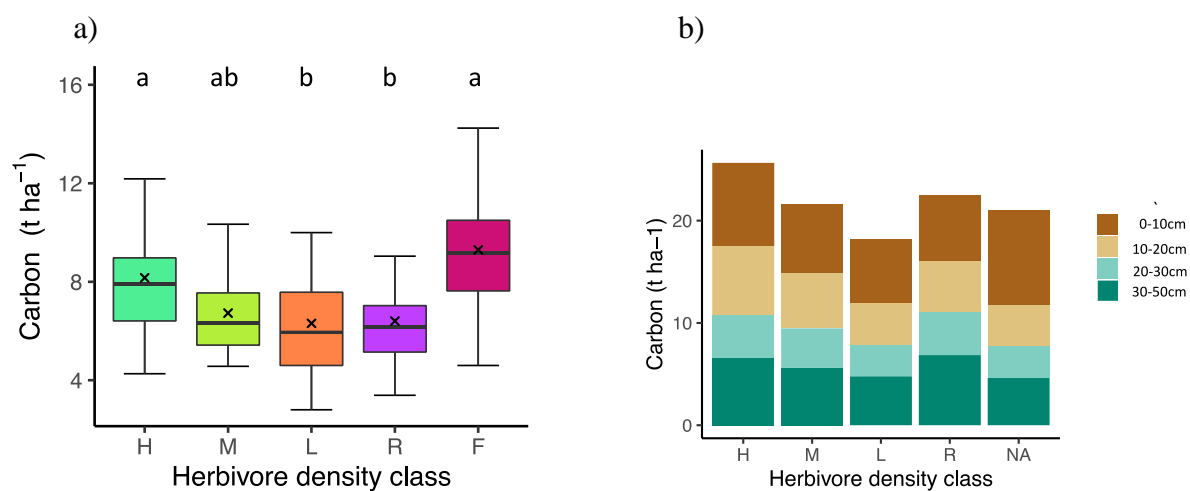 a)
a ab b b a
16
12
8
4
Carbon (t ha⁻¹)
H M L R F
Herbivore density class
b)
20
10
0
Carbon (t ha−1)
H M L R NA
Herbivore density class
0-10cm
10-20cm
20-30cm
30-50cm